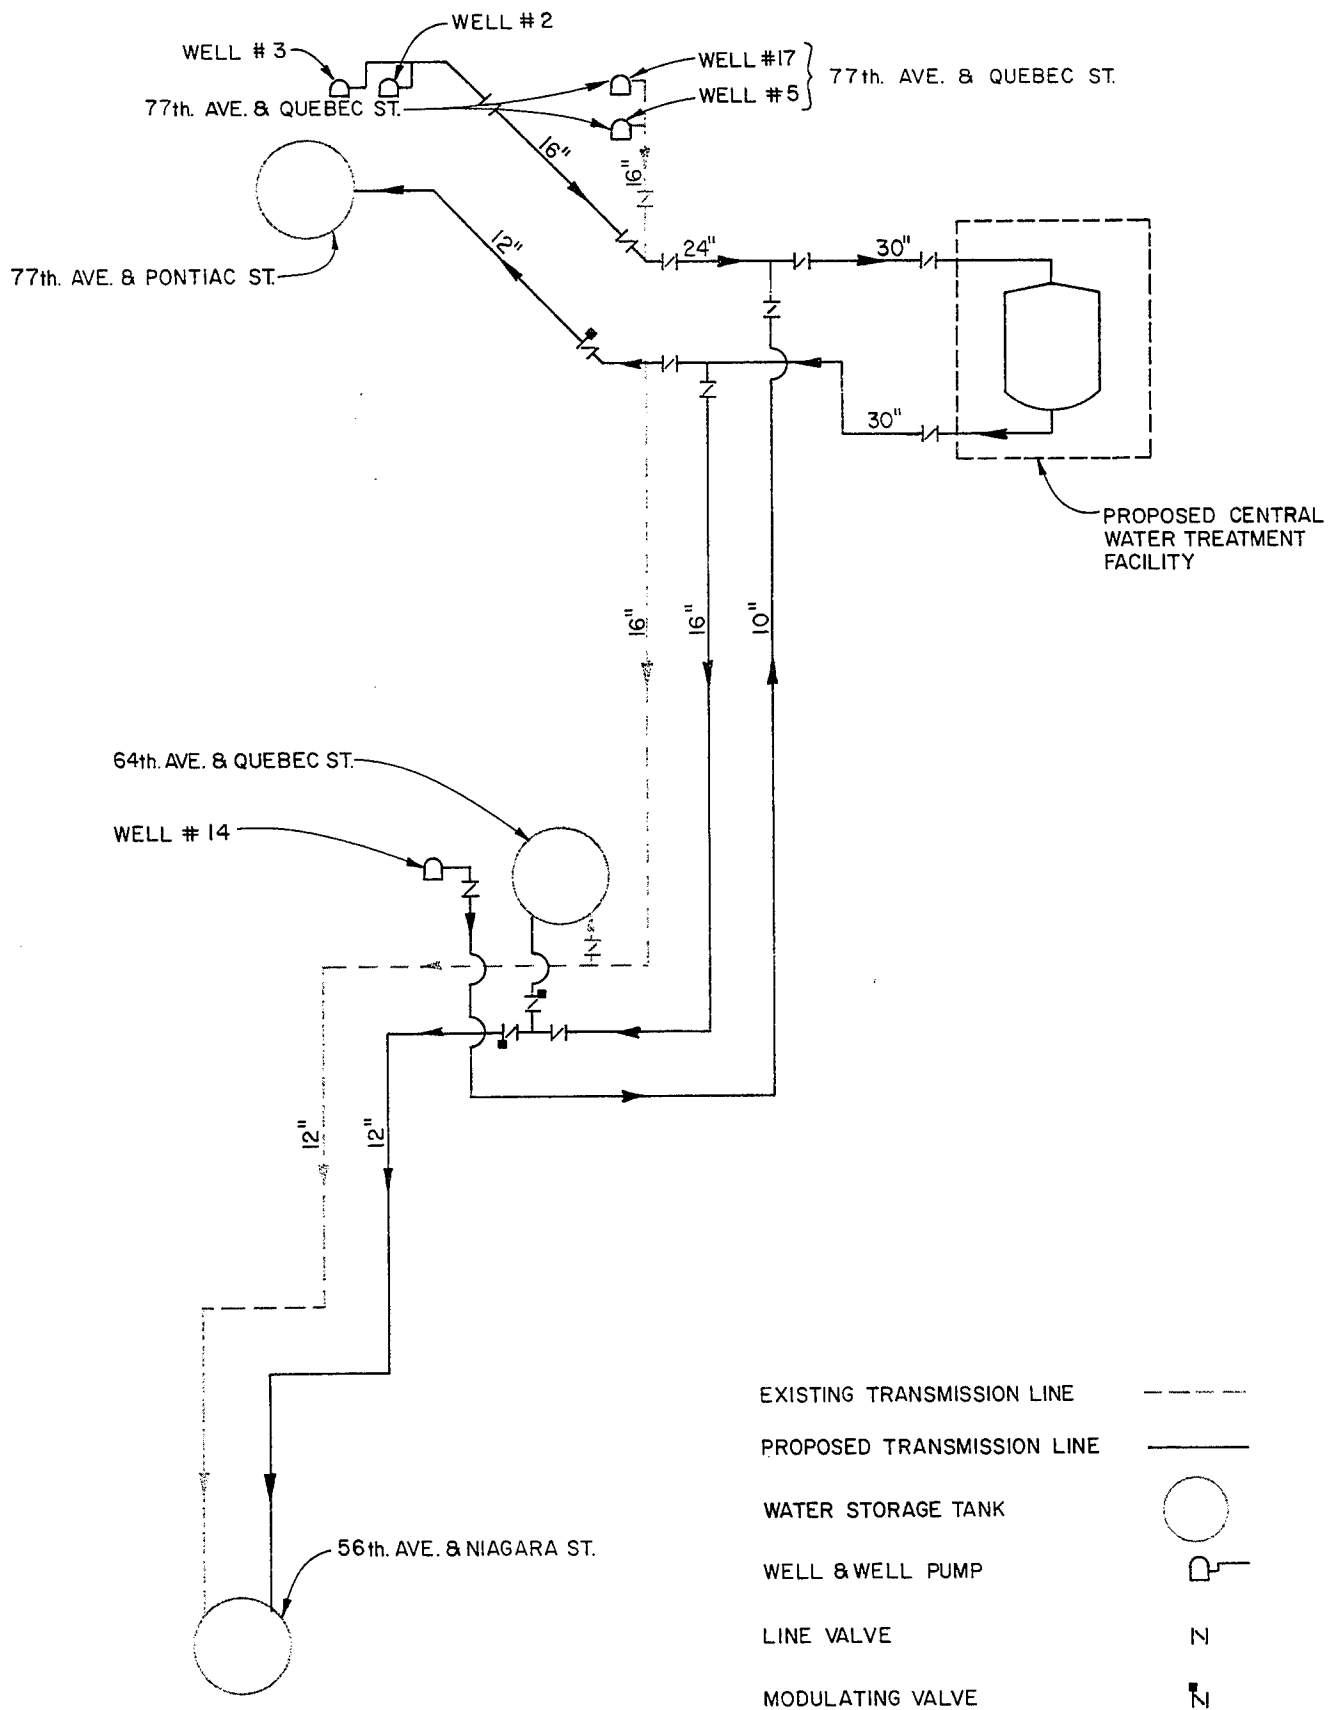 WELL # 2
WELL # 3
WELL #17
77th. AVE. & QUEBEC ST.
WELL #5
77th. AVE. & QUEBEC ST.
16"
16"
12"
24"
30"
77th. AVE. & PONTIAC ST.
30"
PROPOSED CENTRAL
WATER TREATMENT
FACILITY
16"
16"
10"
64th. AVE. & QUEBEC ST.
WELL # 14
12"
12"
EXISTING TRANSMISSION LINE
PROPOSED TRANSMISSION LINE
WATER STORAGE TANK
56th. AVE. & NIAGARA ST.
WELL & WELL PUMP
LINE VALVE
MODULATING VALVE